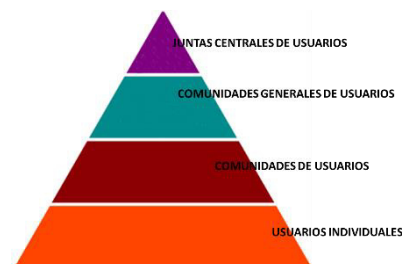 JUNTAS CENTRALES DE USUARIOS
COMUNIDADES GENERALES DE USUARIOS
COMUNIDADES DE USUARIOS
USUARIOS INDIVIDUALES